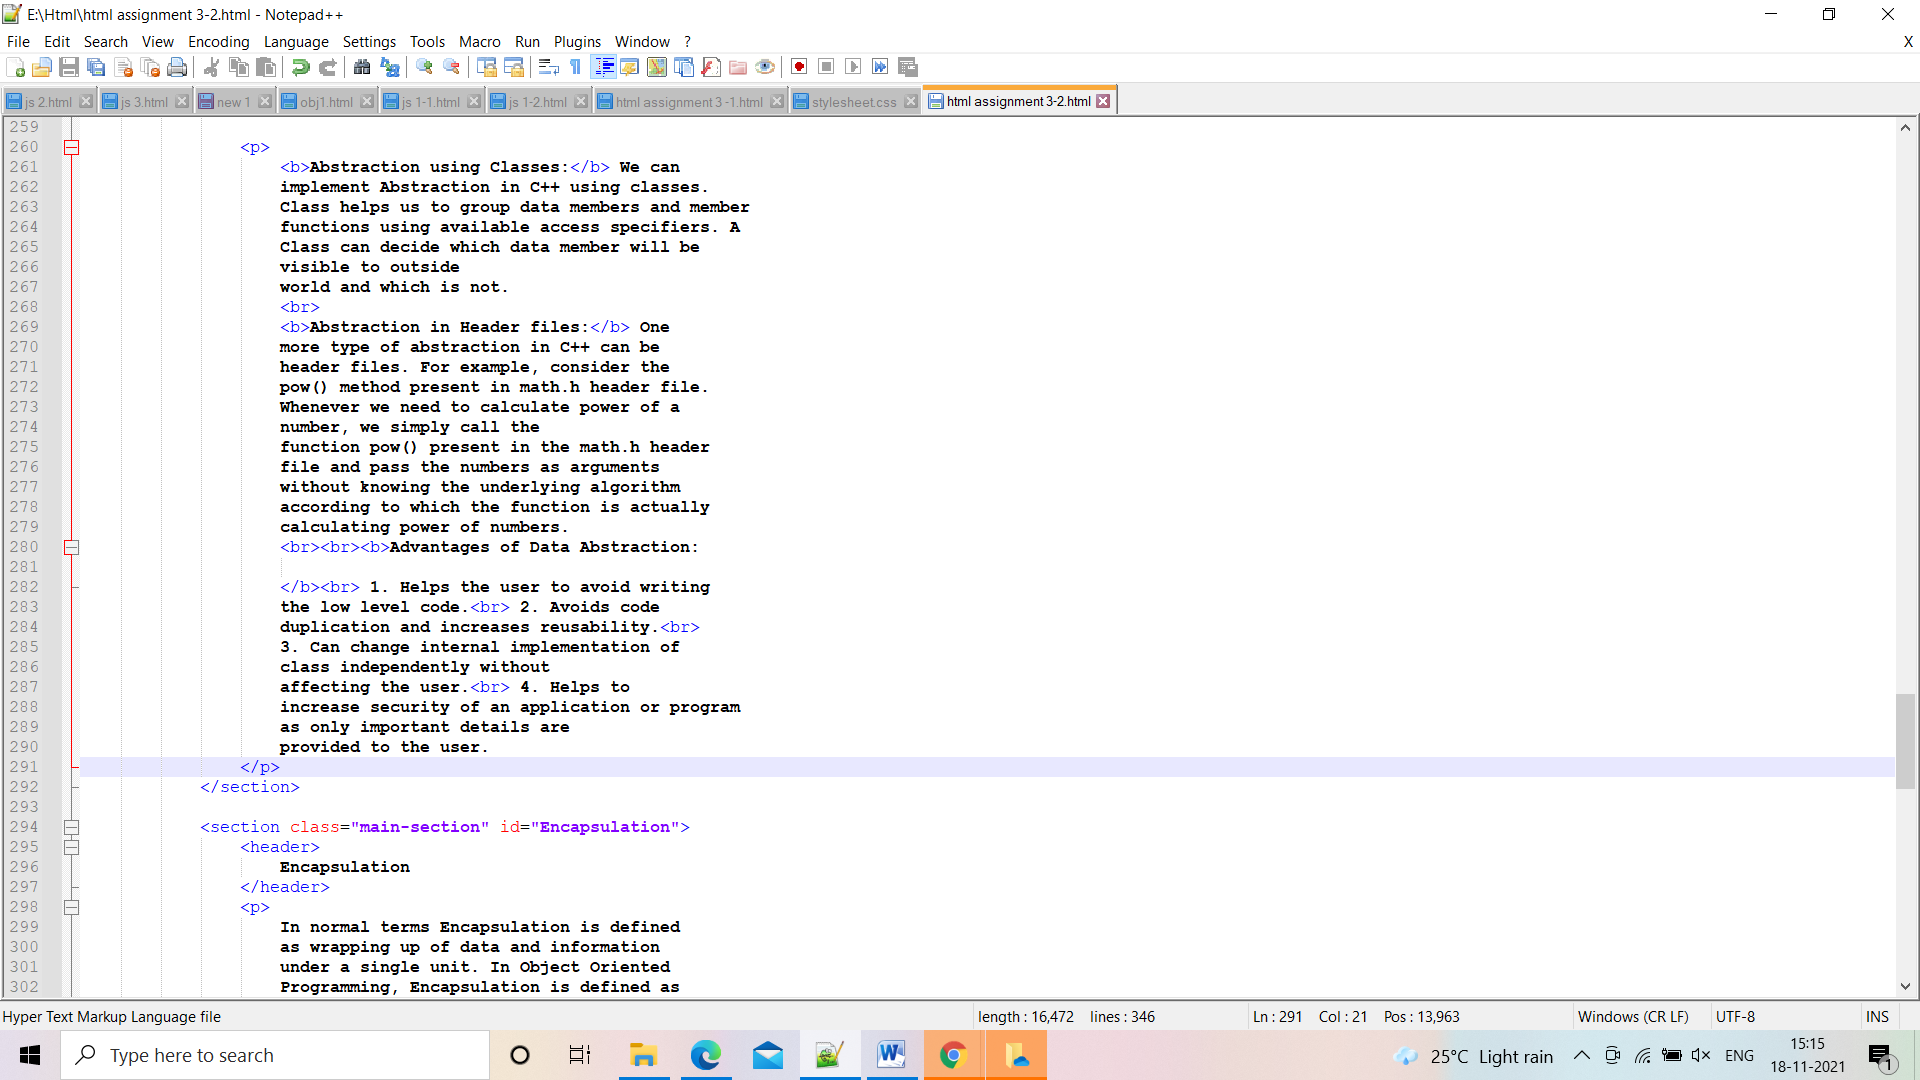 E:\Html\html assignment 3-2.html - Notepad++
File Edit Search View Encoding Language Settings Tools Macro Run Plugins Window ? X
js 2.html js 3.html new 1 obj1.html js 1-1.html js 1-2.html html assignment 3 -1.html stylesheet.css html assignment 3-2.html
259
260 <p>
261 <b>Abstraction using Classes:</b> We can
262 implement Abstraction in C++ using classes.
263 Class helps us to group data members and member
264 functions using available access specifiers. A
265 Class can decide which data member will be
266 visible to outside
267 world and which is not.
268 <br>
269 <b>Abstraction in Header files:</b> One
270 more type of abstraction in C++ can be
271 header files. For example, consider the
272 pow() method present in math.h header file.
273 Whenever we need to calculate power of a
274 number, we simply call the
275 function pow() present in the math.h header
276 file and pass the numbers as arguments
277 without knowing the underlying algorithm
278 according to which the function is actually
279 calculating power of numbers.
280 <br><br><b>Advantages of Data Abstraction:
281
282 </b><br> 1. Helps the user to avoid writing
283 the low level code.<br> 2. Avoids code
284 duplication and increases reusability.<br>
285 3. Can change internal implementation of
286 class independently without
287 affecting the user.<br> 4. Helps to
288 increase security of an application or program
289 as only important details are
290 provided to the user.
291 </p>
292 </section>
293
294 <section class="main-section" id="Encapsulation">
295 <header>
296 Encapsulation
297 </header>
298 <p>
299 In normal terms Encapsulation is defined
300 as wrapping up of data and information
301 under a single unit. In Object Oriented
302 Programming, Encapsulation is defined as
Hyper Text Markup Language file length : 16,472 lines : 346 Ln : 291 Col : 21 Pos : 13,963 Windows (CR LF) UTF-8 INS
Type here to search 25°C Light rain ENG 15:15
18-11-2021 1